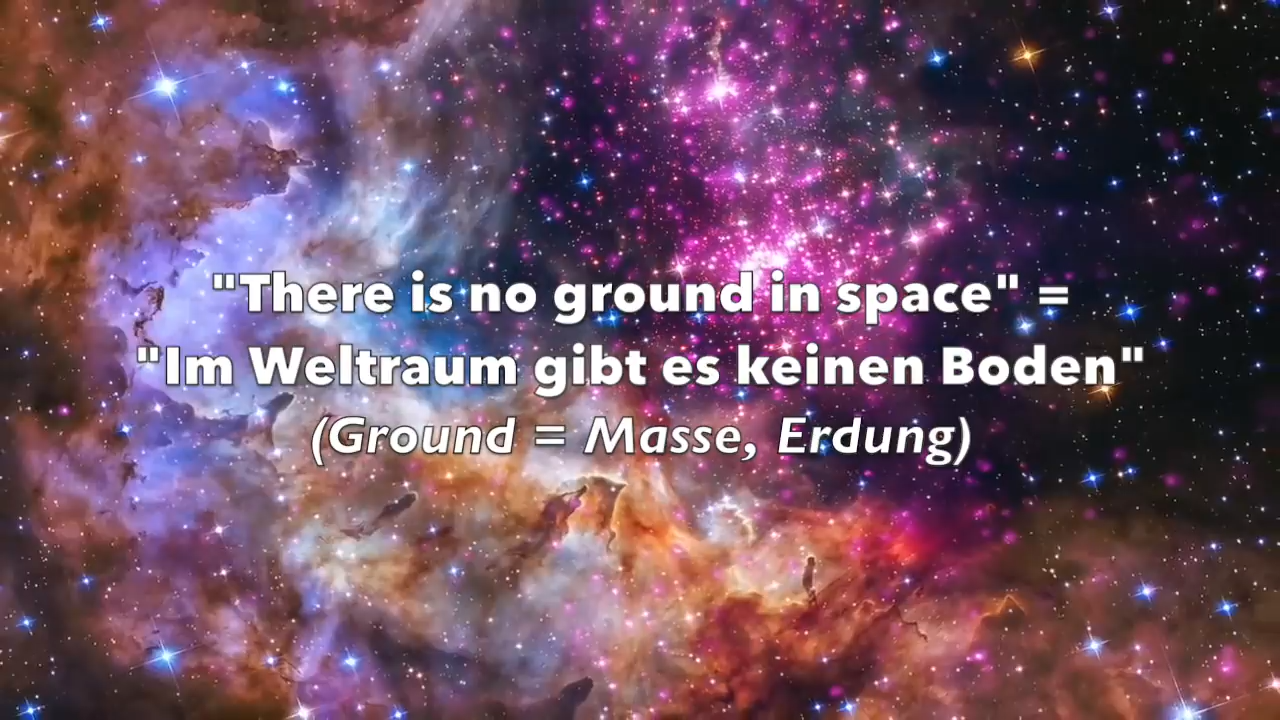 "There is no ground in space" =
"Im Weltraum gibt es keinen Boden"
(Ground = Masse, Erdung)